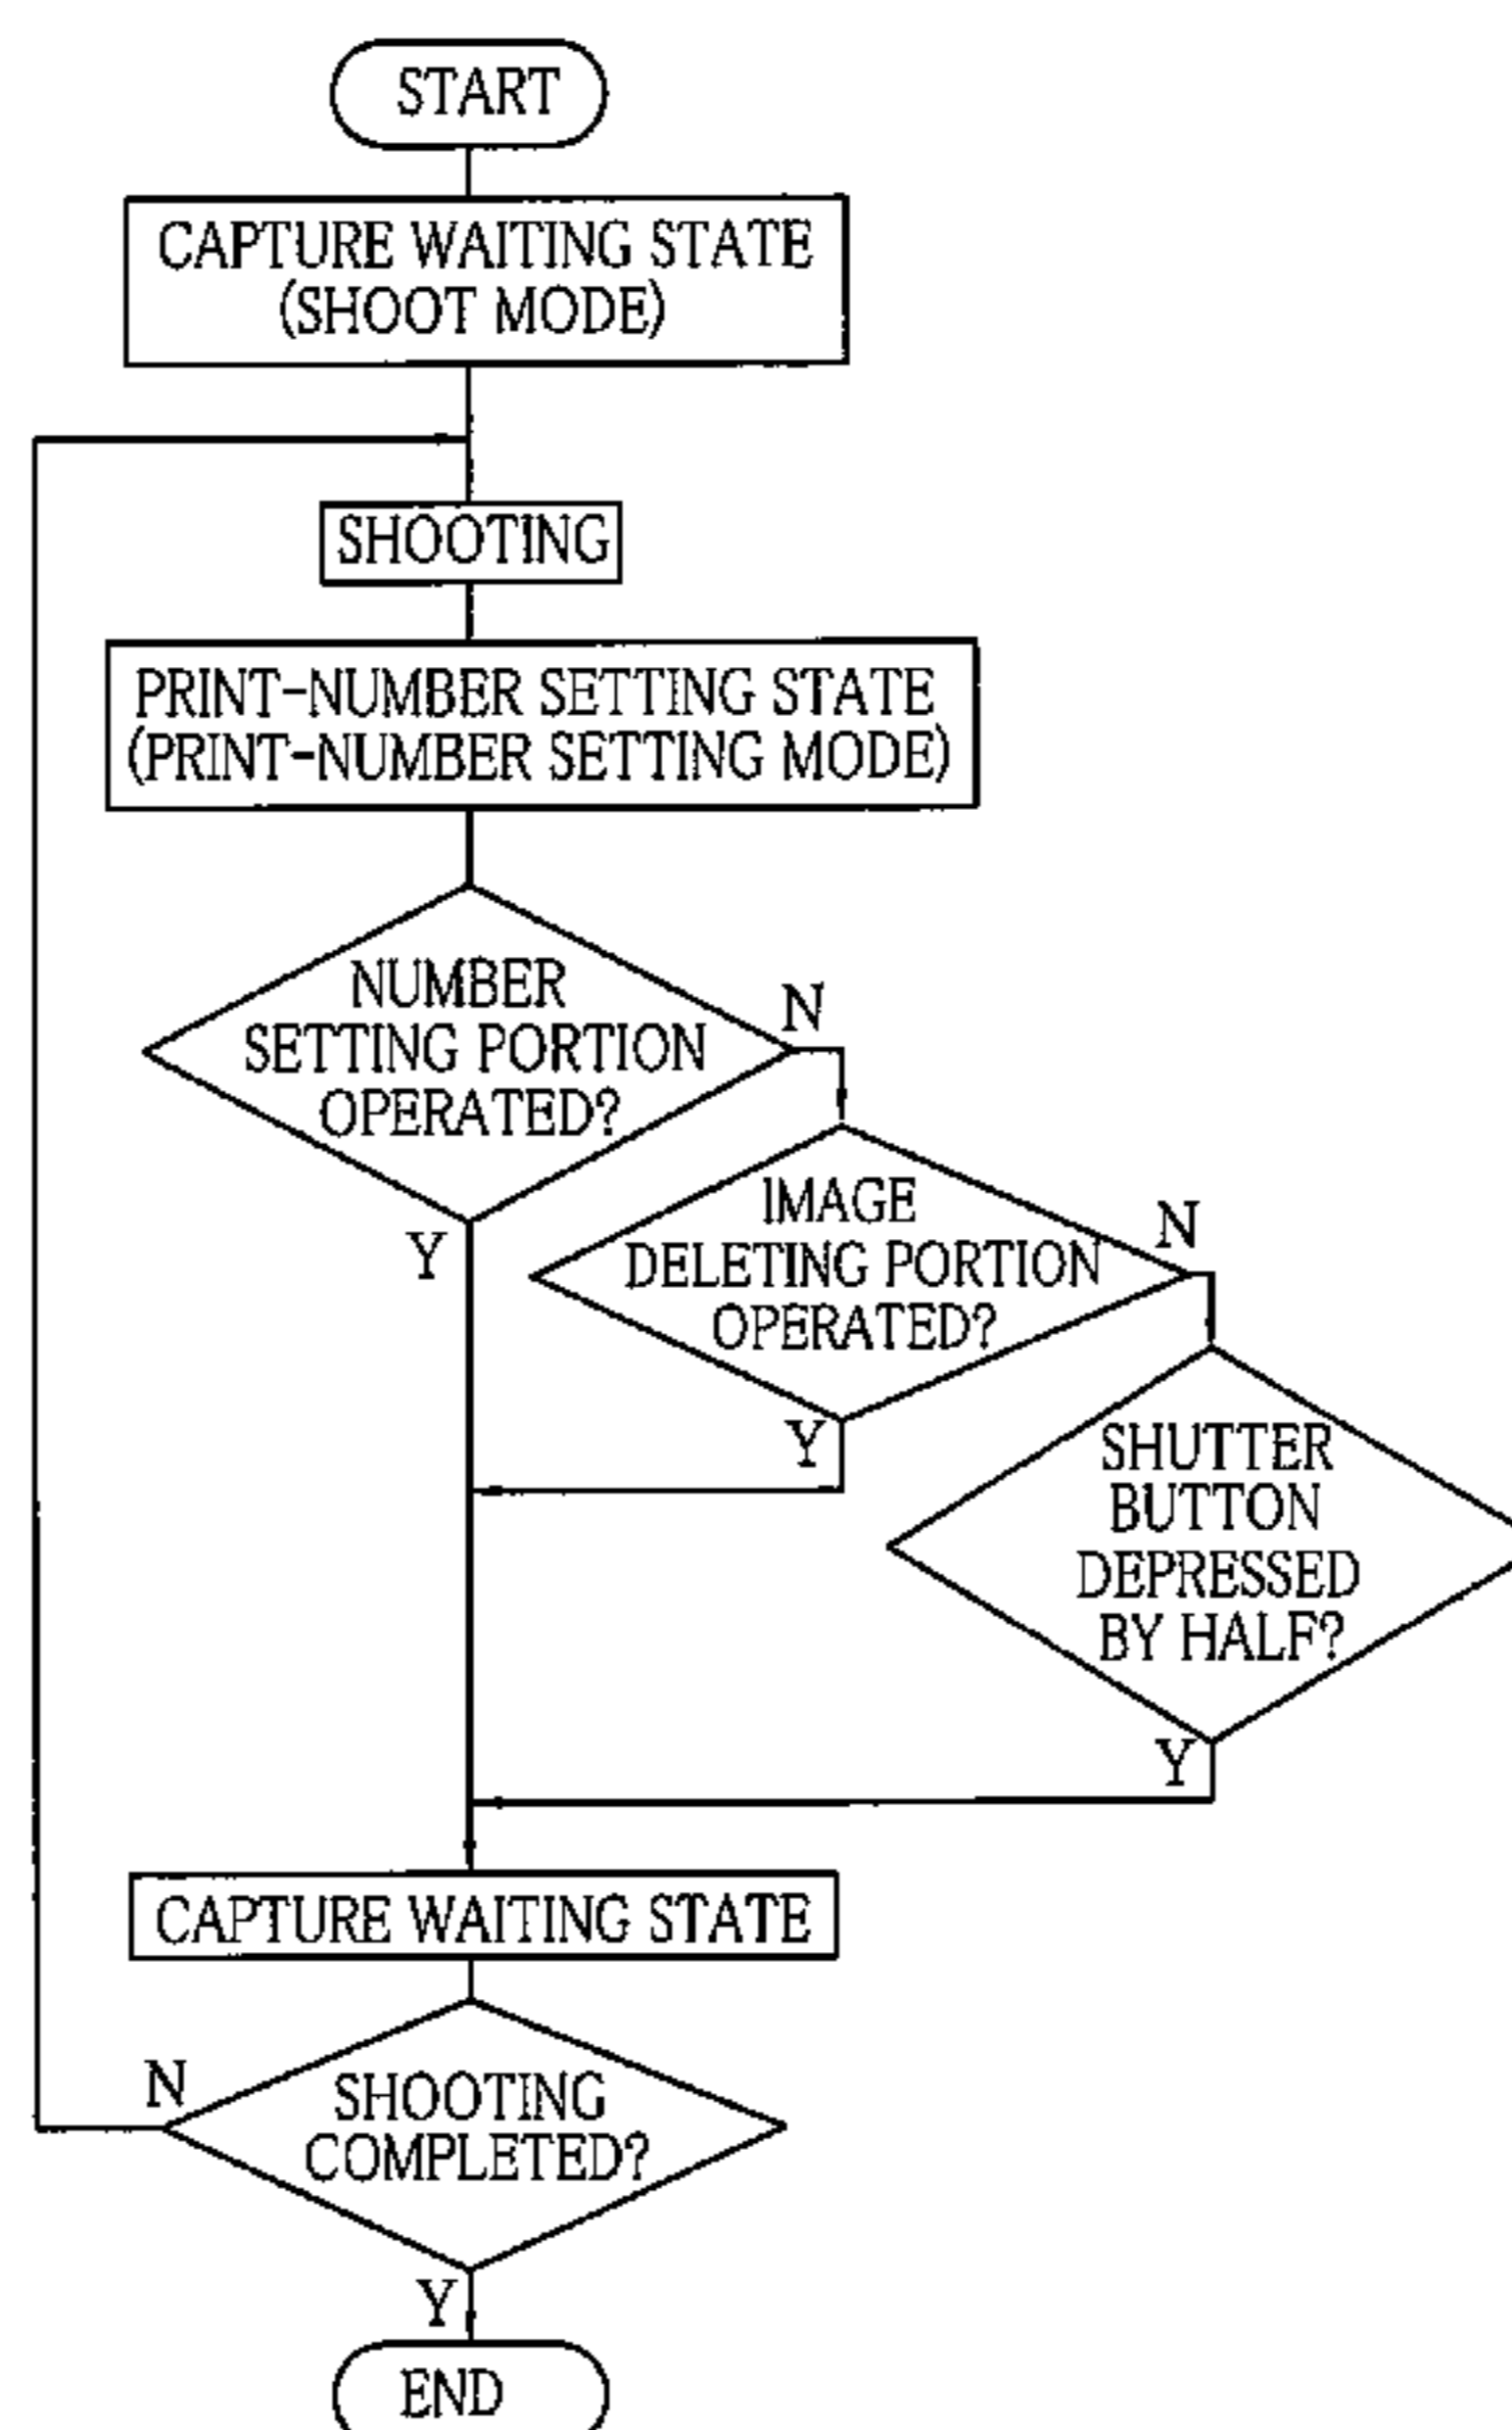 START
CAPTURE WAITING STATE
(SHOOT MODE)
SHOOTING
PRINT-NUMBER SETTING STATE
(PRINT-NUMBER SETTING MODE)
NUMBER
SETTING PORTION
OPERATED?
N
Y
IMAGE
DELETING PORTION
OPERATED?
N
Y
SHUTTER
BUTTON
DEPRESSED
BY HALF?
Y
CAPTURE WAITING STATE
SHOOTING
COMPLETED?
N
Y
END